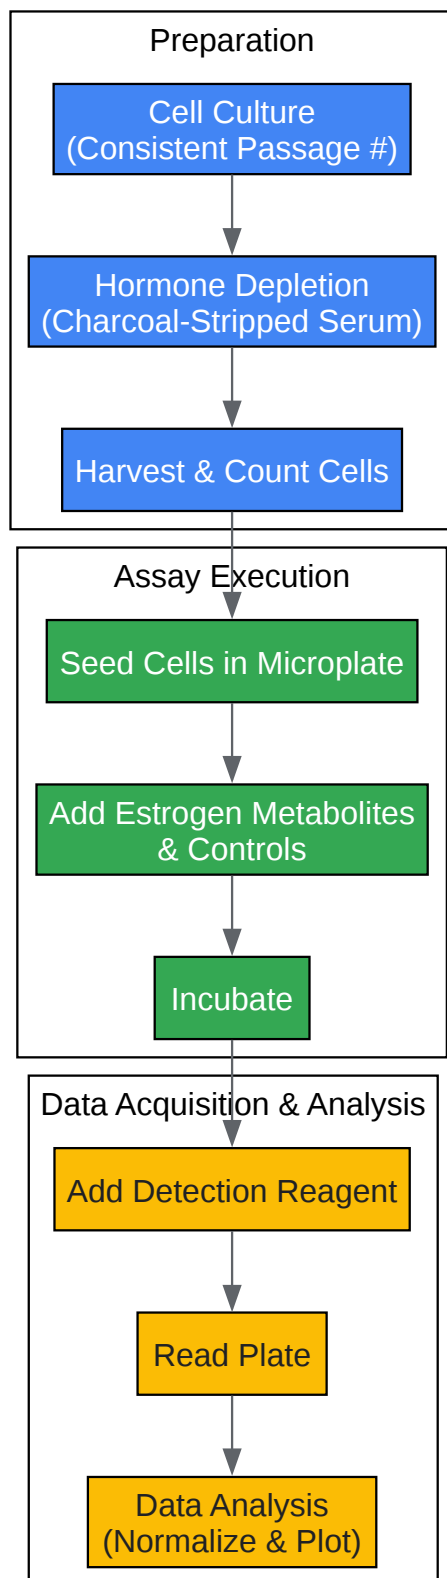 Preparation
Cell Culture
(Consistent Passage #)
Hormone Depletion
(Charcoal-Stripped Serum)
Harvest & Count Cells
Assay Execution
Seed Cells in Microplate
Add Estrogen Metabolites
& Controls
Incubate
Data Acquisition & Analysis
Add Detection Reagent
Read Plate
Data Analysis
(Normalize & Plot)